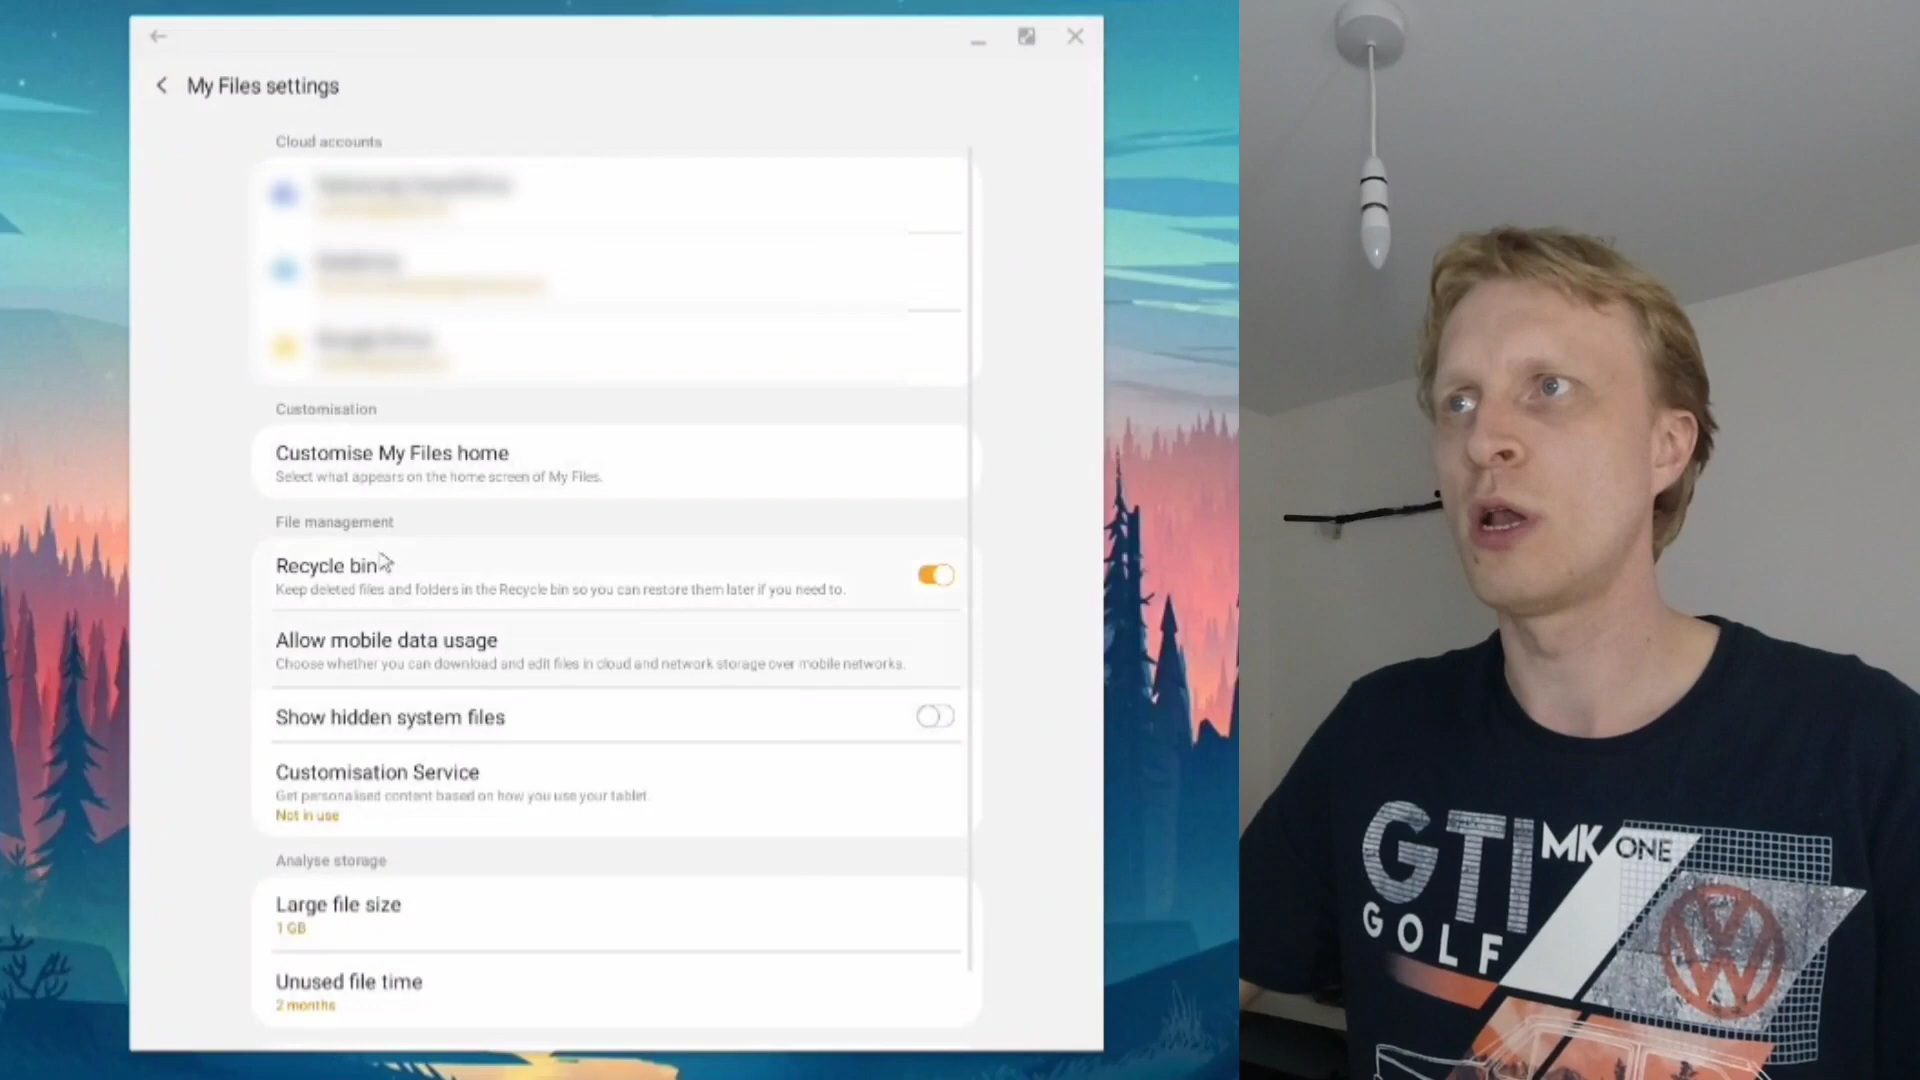 My Files settings
Cloud accounts
Customisation
Customise My Files home
Select what appears on the home screen of My Files.
File management
Recycle bin
Keep deleted files and folders in the Recycle bin so you can restore them later if you need to.
Allow mobile data usage
Choose whether you can download and edit files in cloud and network storage over mobile networks.
Show hidden system files
Customisation Service
Get personalised content based on how you use your tablet.
Not in use
Analyse storage
Large file size
1 GB
Unused file time
2 months
GTI MK ONE
GOLF